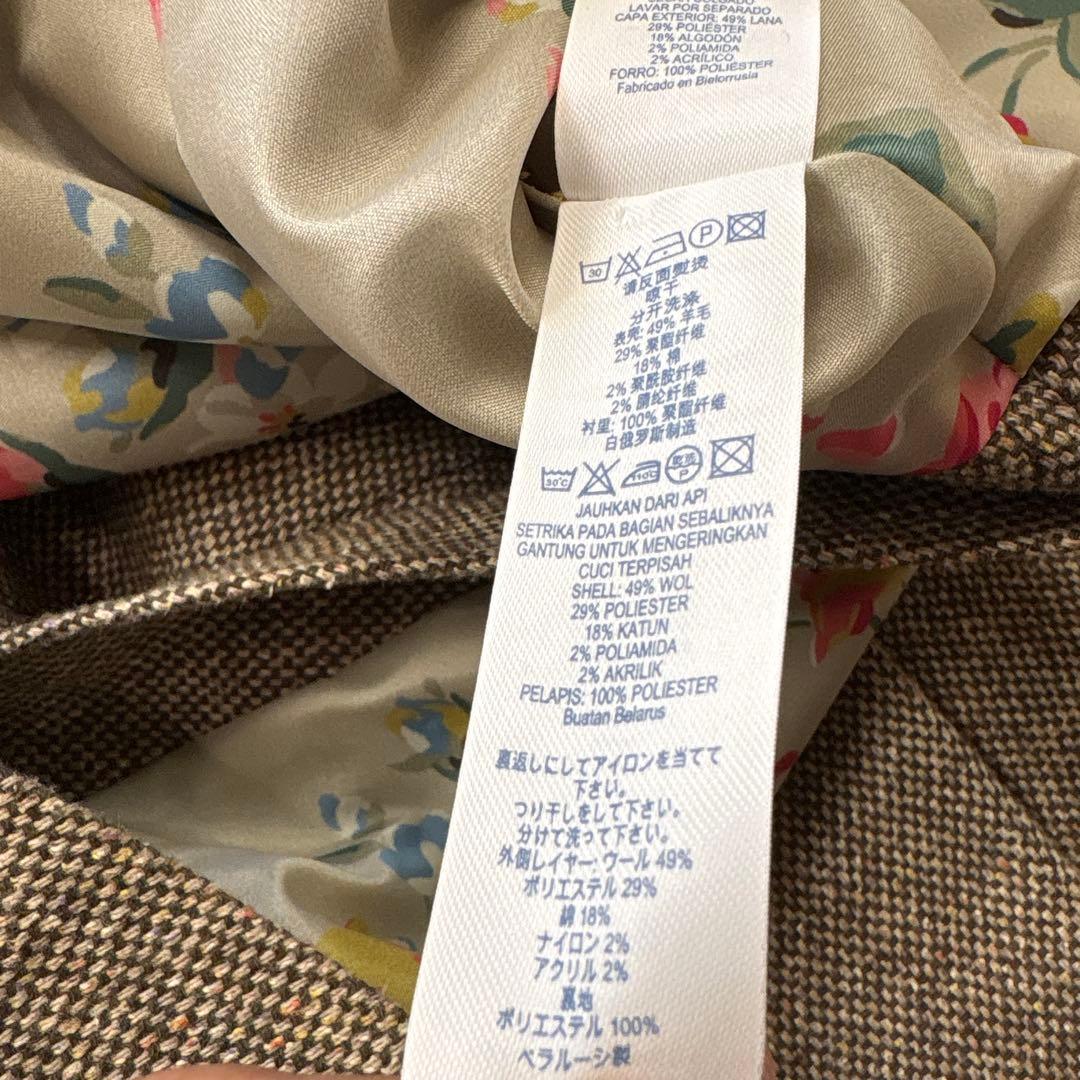 LAVAR POR SEPARADO
CAPA EXTERIOR: 49% LANA
29% POLIÉSTER
18% ALGODÓN
2% POLIAMIDA
2% ACRÍLICO
FORRO: 100% POLIÉSTER
Fabricado en Bielorrusia
30 P
请反面熨烫
晾干
分开洗涤
表壳: 49% 羊毛
29% 聚酯纤维
18% 棉
2% 聚酰胺纤维
2% 腈纶纤维
衬里: 100% 聚酯纤维
白俄罗斯制造
30°C 110°C 乾洗 P
JAUHKAN DARI API
SETRIKA PADA BAGIAN SEBALIKNYA
GANTUNG UNTUK MENGERINGKAN
CUCI TERPISAH
SHELL: 49% WOL
29% POLIESTER
18% KATUN
2% POLIAMIDA
2% AKRILIK
PELAPIS: 100% POLIESTER
Buatan Belarus
裏返しにしてアイロンを当てて
下さい。
つり干しをして下さい。
分けて洗って下さい。
外側レイヤー: ウール 49%
ポリエステル 29%
綿 18%
ナイロン 2%
アクリル 2%
裏地
ポリエステル 100%
ベラルーシ製